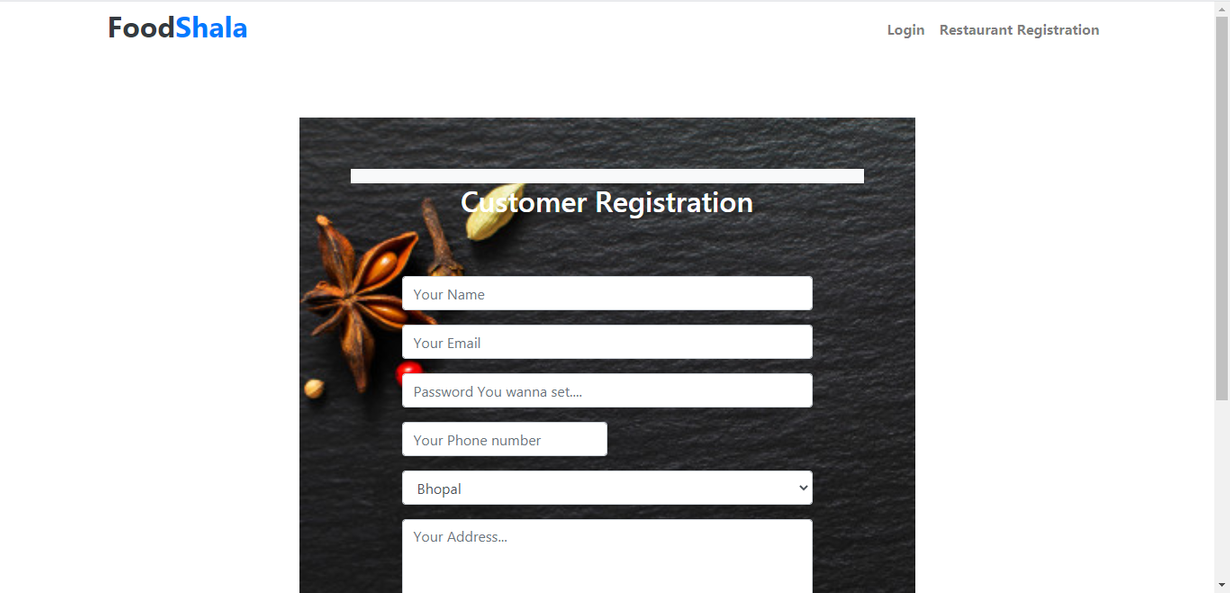 FoodShala
Login Restaurant Registration
Customer Registration
Your Name
Your Email
Password You wanna set....
Your Phone number
Bhopal
Your Address...